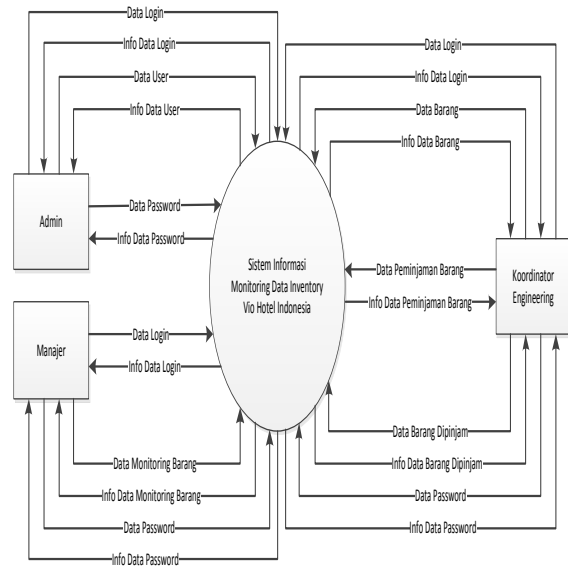 Data Login
Info Data Login
Data User
Info Data User
Admin
Data Password
Info Data Password
Manajer
Data Login
Info Data Login
Data Monitoring Barang
Info Data Monitoring Barang
Data Password
Info Data Password
Sistem Informasi
Monitoring Data Inventory
Vio Hotel Indonesia
Data Login
Info Data Login
Data Barang
Info Data Barang
Data Peminjaman Barang
Info Data Peminjaman Barang
Koordinator
Engineering
Data Barang Dipinjam
Info Data Barang Dipinjam
Data Password
Info Data Password